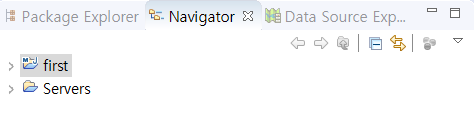 Package Explorer Navigator Data Source Exp...
first
Servers